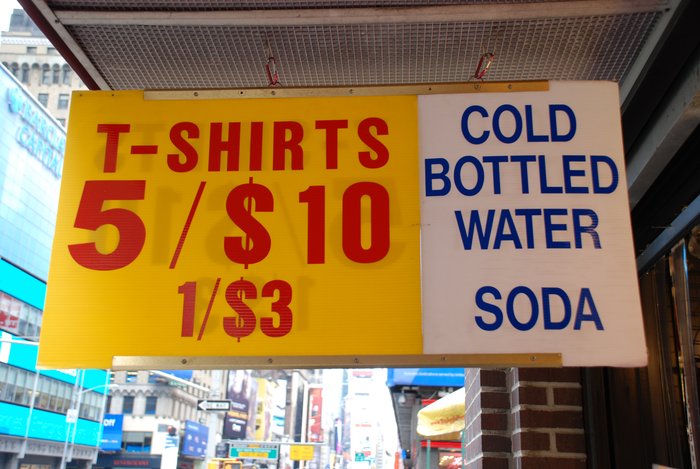 T-SHIRTS
5/$10
1/$3
COLD
BOTTLED
WATER
SODA